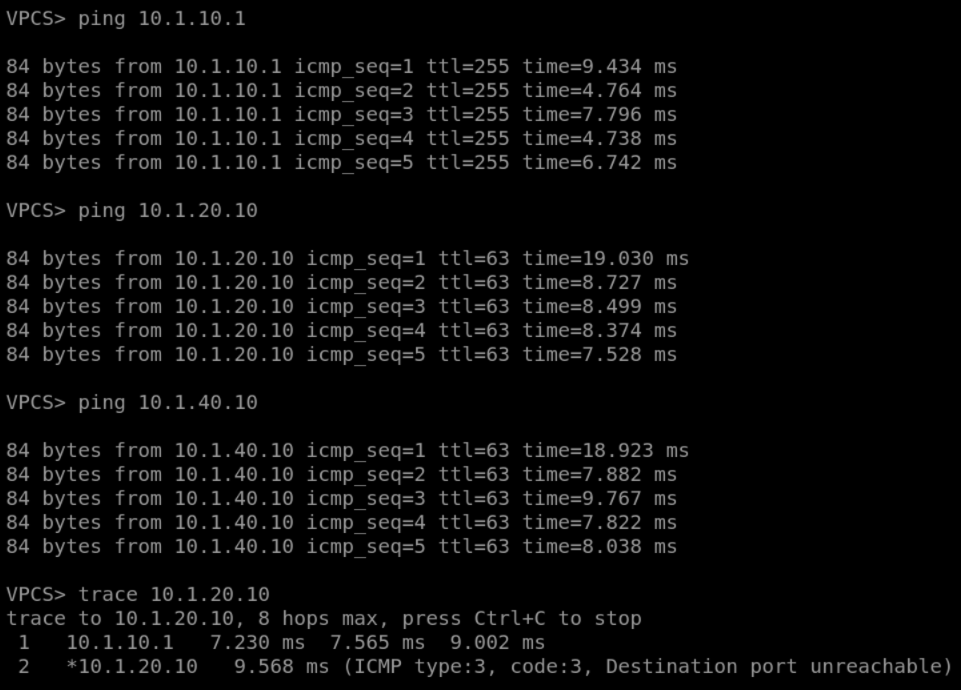 VPCS> ping 10.1.10.1
84 bytes from 10.1.10.1 icmp_seq=1 ttl=255 time=9.434 ms
84 bytes from 10.1.10.1 icmp_seq=2 ttl=255 time=4.764 ms
84 bytes from 10.1.10.1 icmp_seq=3 ttl=255 time=7.796 ms
84 bytes from 10.1.10.1 icmp_seq=4 ttl=255 time=4.738 ms
84 bytes from 10.1.10.1 icmp_seq=5 ttl=255 time=6.742 ms
VPCS> ping 10.1.20.10
84 bytes from 10.1.20.10 icmp_seq=1 ttl=63 time=19.030 ms
84 bytes from 10.1.20.10 icmp_seq=2 ttl=63 time=8.727 ms
84 bytes from 10.1.20.10 icmp_seq=3 ttl=63 time=8.499 ms
84 bytes from 10.1.20.10 icmp_seq=4 ttl=63 time=8.374 ms
84 bytes from 10.1.20.10 icmp_seq=5 ttl=63 time=7.528 ms
VPCS> ping 10.1.40.10
84 bytes from 10.1.40.10 icmp_seq=1 ttl=63 time=18.923 ms
84 bytes from 10.1.40.10 icmp_seq=2 ttl=63 time=7.882 ms
84 bytes from 10.1.40.10 icmp_seq=3 ttl=63 time=9.767 ms
84 bytes from 10.1.40.10 icmp_seq=4 ttl=63 time=7.822 ms
84 bytes from 10.1.40.10 icmp_seq=5 ttl=63 time=8.038 ms
VPCS> trace 10.1.20.10
trace to 10.1.20.10, 8 hops max, press Ctrl+C to stop
1   10.1.10.1   7.230 ms  7.565 ms  9.002 ms
2   *10.1.20.10   9.568 ms (ICMP type:3, code:3, Destination port unreachable)